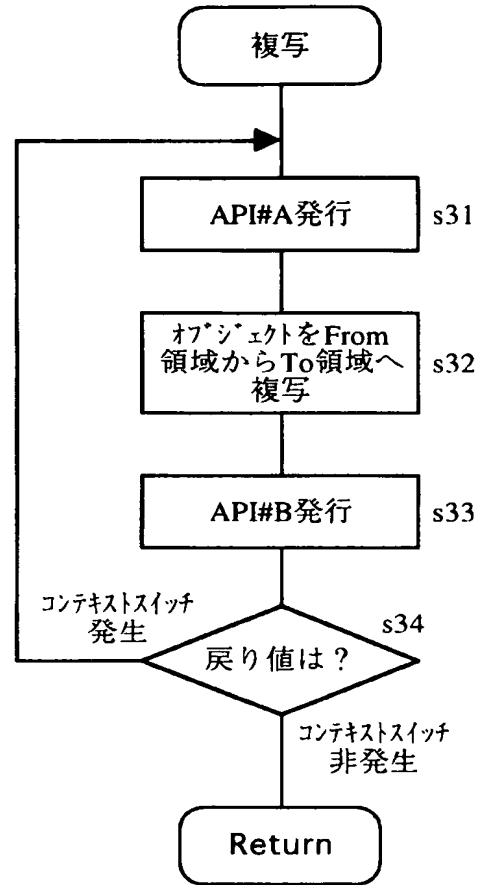 複写
API#A発行
s31
ｵﾌﾞｼﾞｪｸﾄをFrom
領域からTo領域へ
複写
s32
API#B発行
s33
ｺﾝﾃｷｽﾄｽｲｯﾁ
発生
s34
戻り値は？
ｺﾝﾃｷｽﾄｽｲｯﾁ
非発生
Return